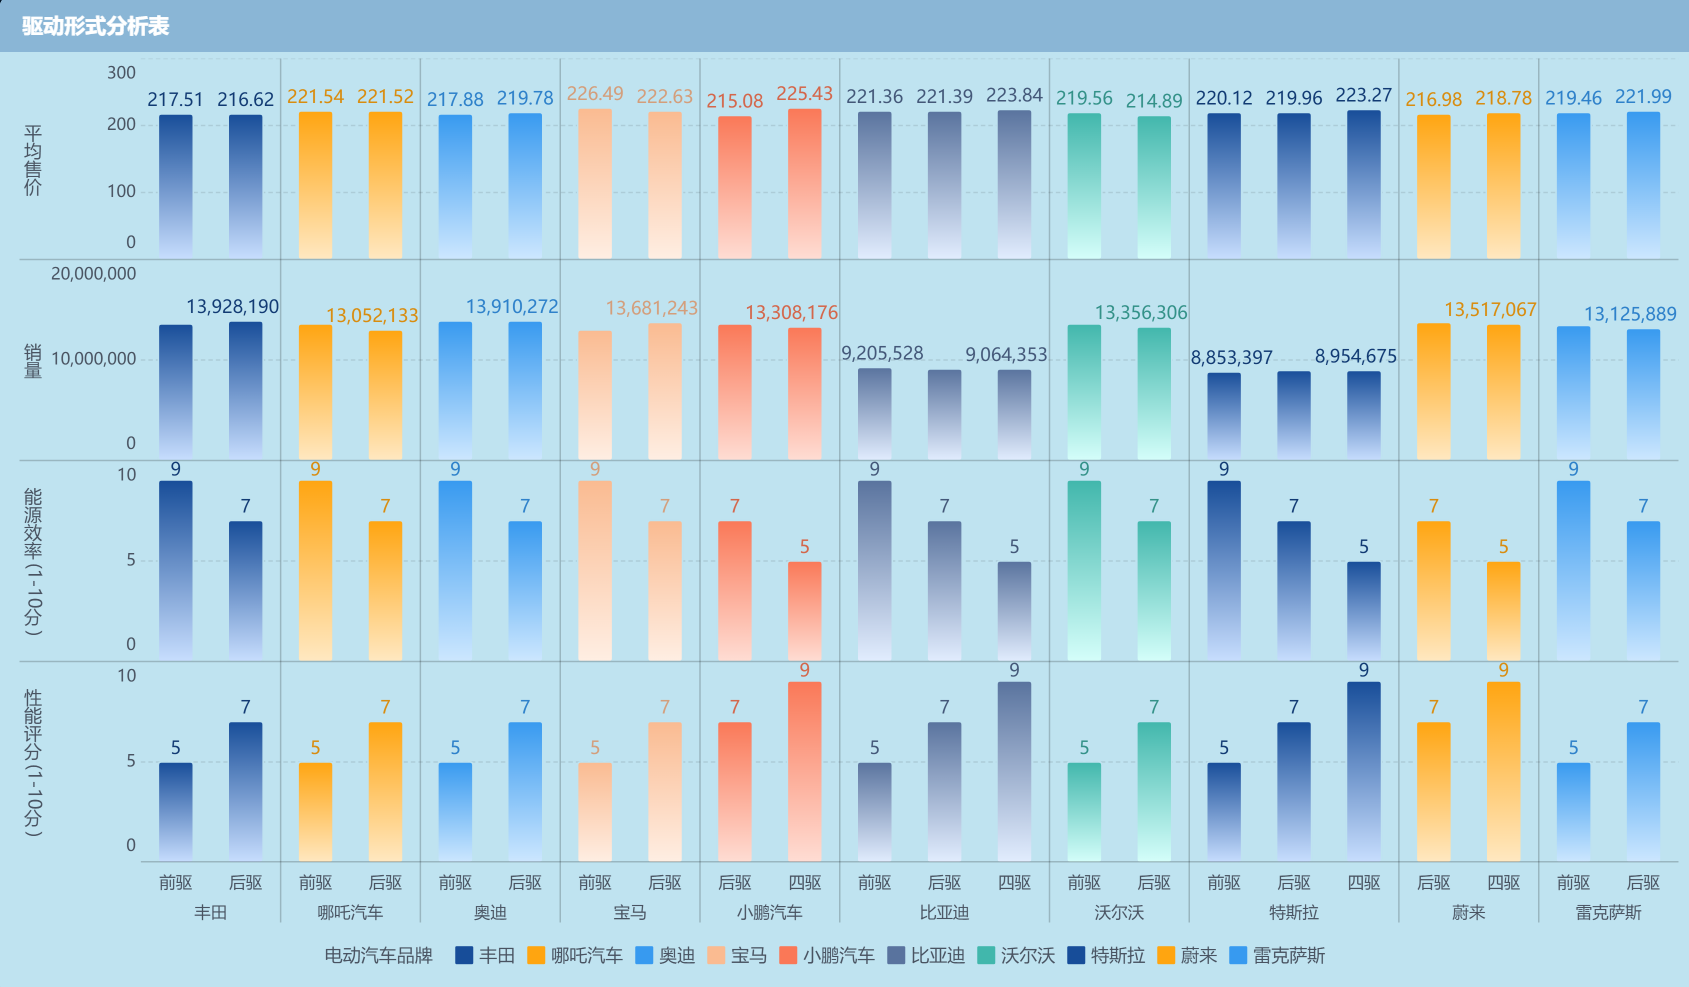 驱动形式分析表
平均售价
300
200
100
0
217.51 216.62 221.54 221.52 217.88 219.78 226.49 222.63 215.08 225.43 221.36 221.39 223.84 219.56 214.89 220.12 219.96 223.27 216.98 218.78 219.46 221.99
销量
20,000,000
10,000,000
0
13,928,190 13,052,133 13,910,272 13,681,243 13,308,176 9,205,528 9,064,353 13,356,306 8,853,397 8,954,675 13,517,067 13,125,889
能源效率(1-10分)
10
5
0
9 7 9 7 9 7 9 7 7 5 9 7 5 9 7 9 7 5 7 5 9 7
性能评分(1-10分)
10
5
0
5 7 5 7 5 7 5 7 7 9 5 7 9 5 7 5 7 9 7 9 5 7
前驱 后驱 前驱 后驱 前驱 后驱 前驱 后驱 后驱 四驱 前驱 后驱 四驱 前驱 后驱 前驱 后驱 四驱 后驱 四驱 前驱 后驱
丰田 哪吒汽车 奥迪 宝马 小鹏汽车 比亚迪 沃尔沃 特斯拉 蔚来 雷克萨斯
电动汽车品牌 丰田 哪吒汽车 奥迪 宝马 小鹏汽车 比亚迪 沃尔沃 特斯拉 蔚来 雷克萨斯